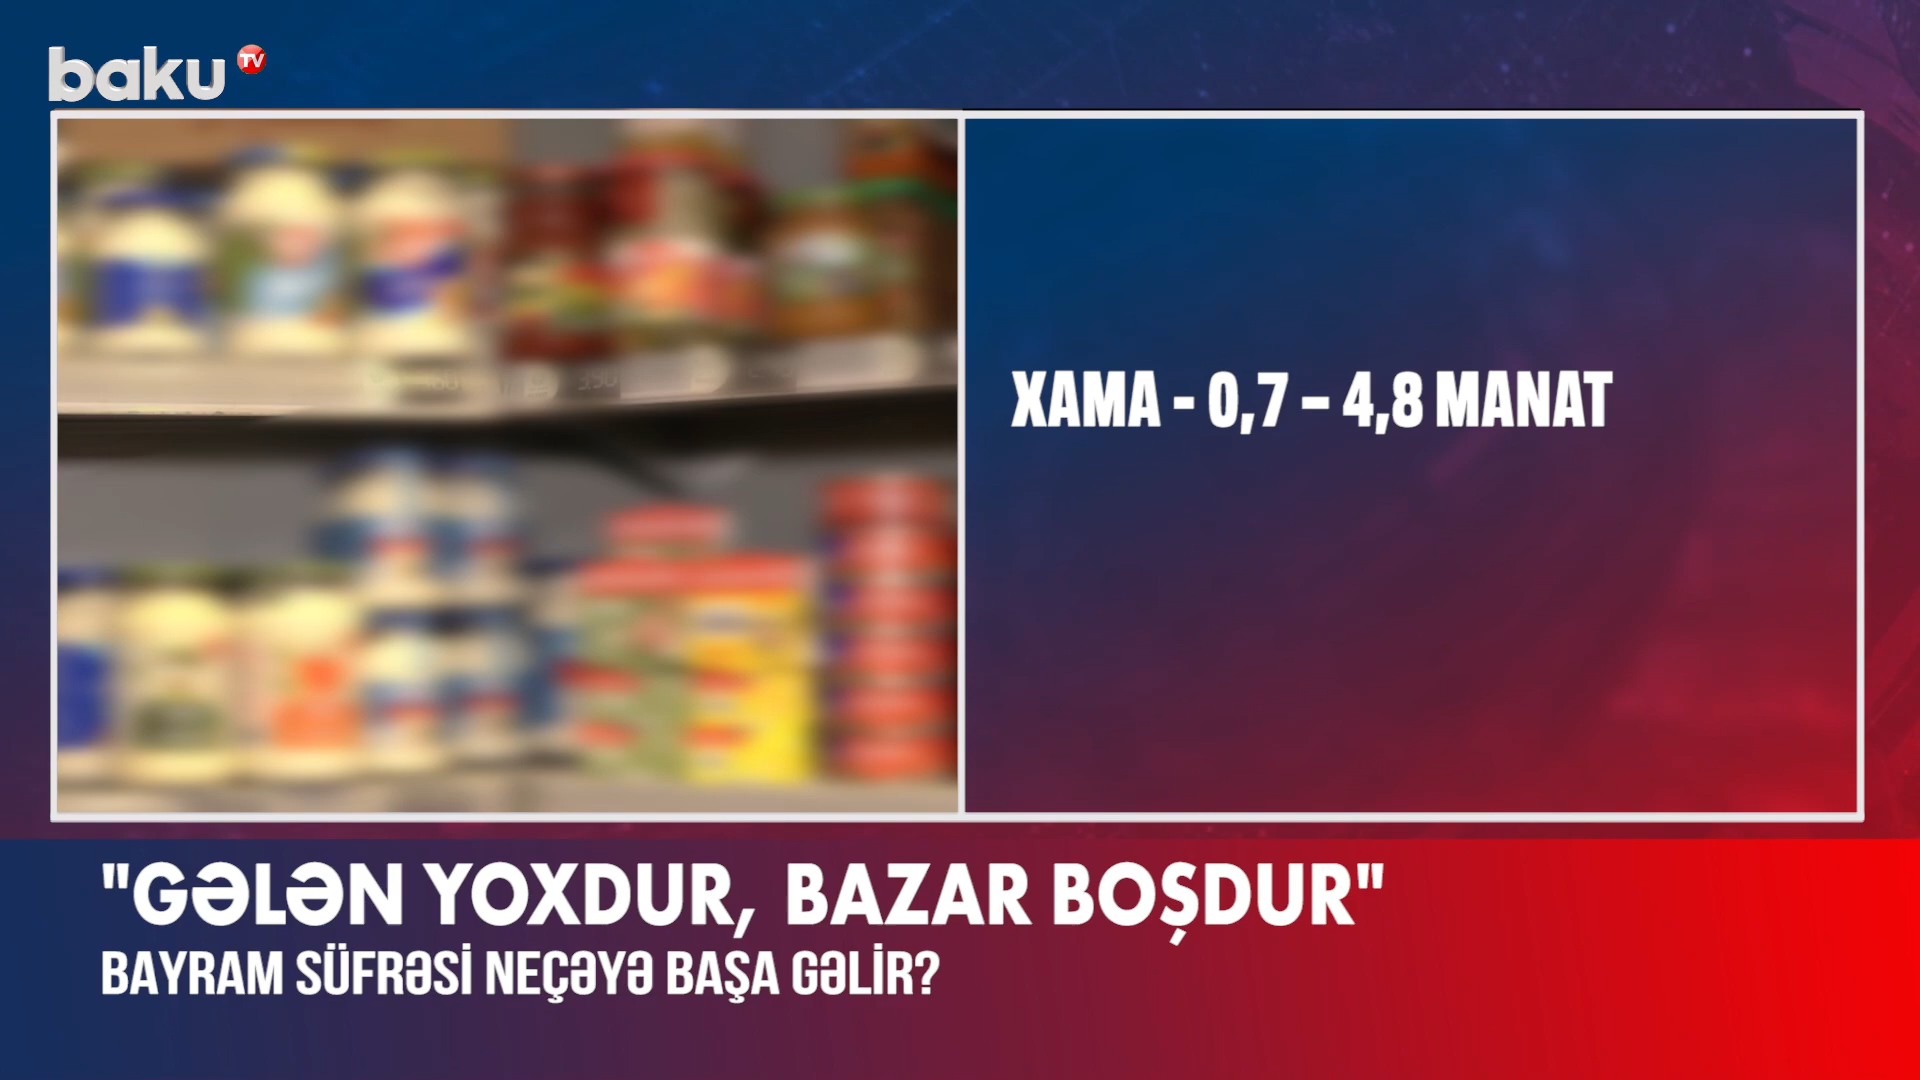 baku TV
XAMA - 0,7 – 4,8 MANAT
"GƏLƏN YOXDUR, BAZAR BOŞDUR"
BAYRAM SÜFRƏSİ NEÇƏYƏ BAŞA GƏLİR?